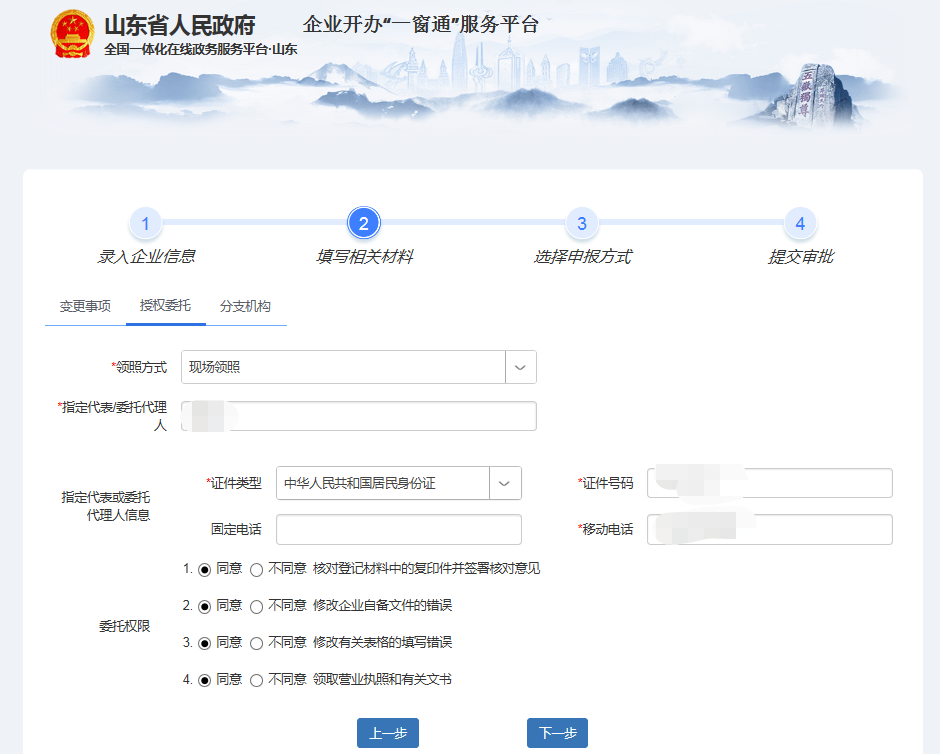 山东省人民政府
全国一体化在线政务服务平台·山东
企业开办“一窗通”服务平台
五嶽獨尊
1 2 3 4
录入企业信息 填写相关材料 选择申报方式 提交审批
变更事项 授权委托 分支机构
*领照方式 现场领照
*指定代表/委托代理
人
*证件类型 中华人民共和国居民身份证 *证件号码
指定代表或委托
代理人信息
固定电话 *移动电话
委托权限
1. 同意 不同意 核对登记材料中的复印件并签署核对意见
2. 同意 不同意 修改企业自备文件的错误
3. 同意 不同意 修改有关表格的填写错误
4. 同意 不同意 领取营业执照和有关文书
上一步 下一步